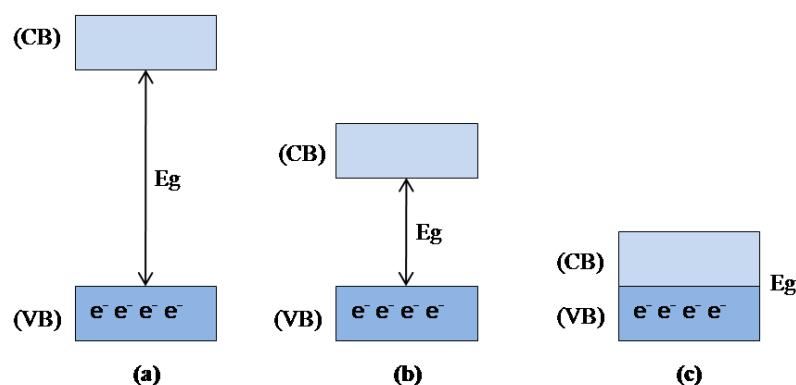 (CB)
Eg
(VB)
e⁻ e⁻ e⁻ e⁻
(a)
(CB)
Eg
(VB)
e⁻ e⁻ e⁻ e⁻
(b)
(CB)
Eg
(VB)
e⁻ e⁻ e⁻ e⁻
(c)